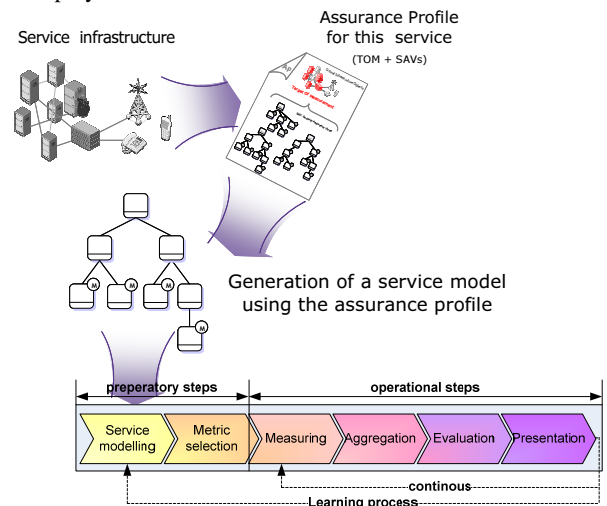 Service infrastructure
Assurance Profile
for this service
(TOM + SAVs)
AP
Target of measurement
M
M
M
M
Generation of a service model
using the assurance profile
preperatory steps
operational steps
Service
modelling
Metric
selection
Measuring
Aggregation
Evaluation
Presentation
continous
Learning process